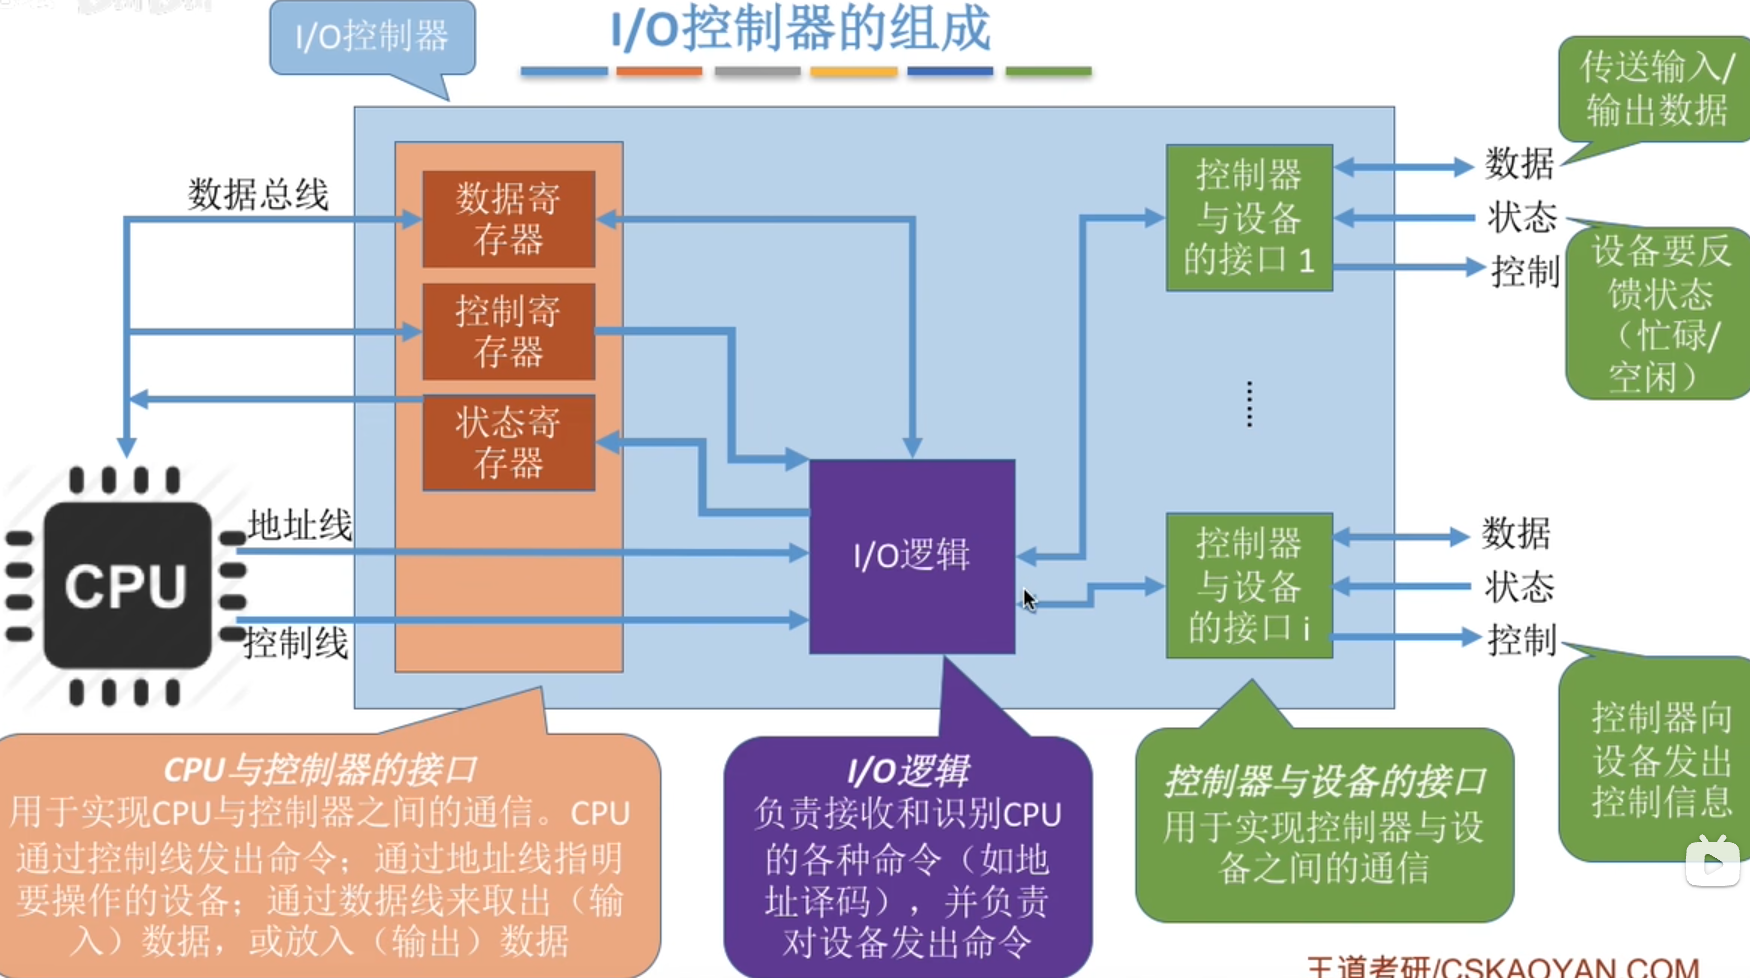 I/O控制器
I/O控制器的组成
传送输入/
输出数据
数据总线
数据寄
存器
控制寄
存器
状态寄
存器
控制器
与设备
的接口 1
数据
状态
控制
设备要反
馈状态
（忙碌/
空闲）
CPU
地址线
控制线
I/O逻辑
控制器
与设备
的接口 i
数据
状态
控制
控制器向
设备发出
控制信息
CPU与控制器的接口
用于实现CPU与控制器之间的通信。CPU
通过控制线发出命令；通过地址线指明
要操作的设备；通过数据线来取出（输
入）数据，或放入（输出）数据
I/O逻辑
负责接收和识别CPU
的各种命令（如地
址译码），并负责
对设备发出命令
控制器与设备的接口
用于实现控制器与设
备之间的通信
王道考研/CSKAOYAN.COM